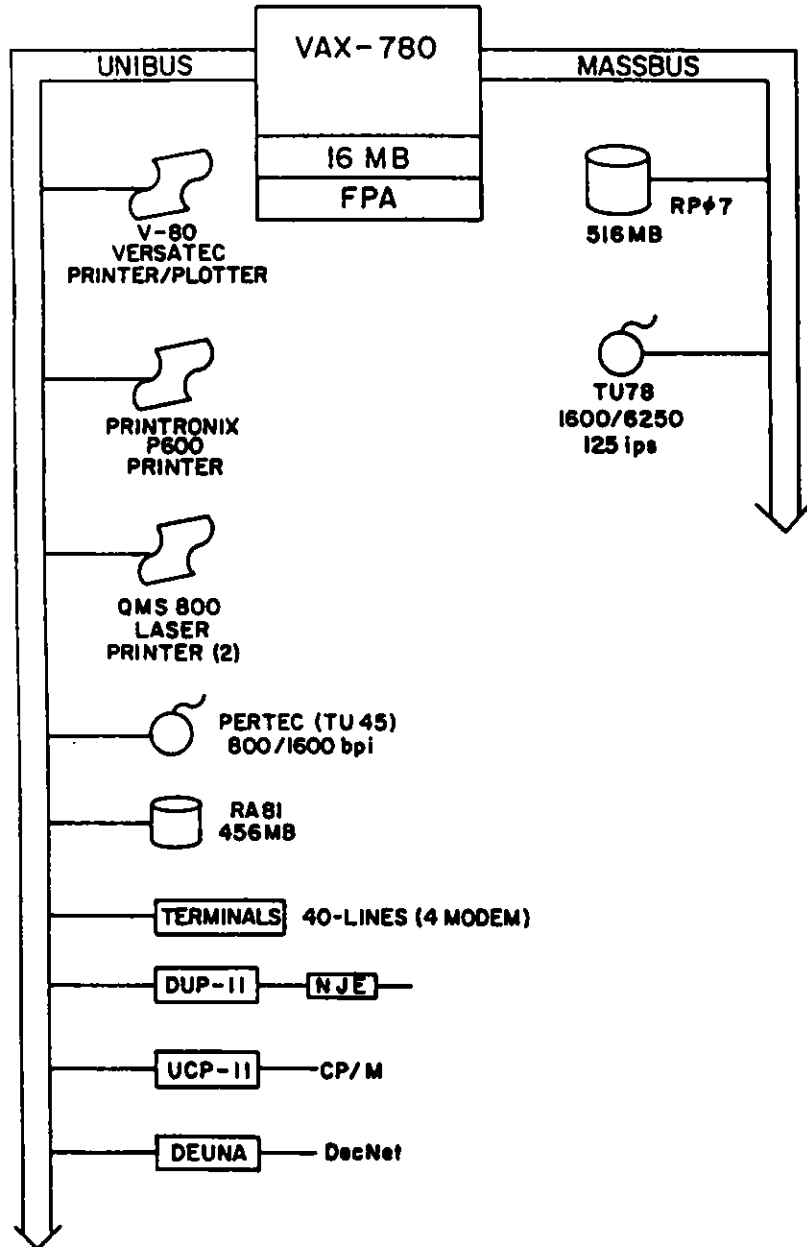 VAX-780
UNIBUS
MASSBUS
16 MB
FPA
V-80
VERSATEC
PRINTER/PLOTTER
RPϕ7
516MB
PRINTRONIX
P600
PRINTER
TU78
1600/6250
125 ips
QMS 800
LASER
PRINTER (2)
PERTEC (TU 45)
800/1600 bpi
RA81
456MB
TERMINALS 40-LINES (4 MODEM)
DUP-11 NJE
UCP-11 CP/M
DEUNA DecNet